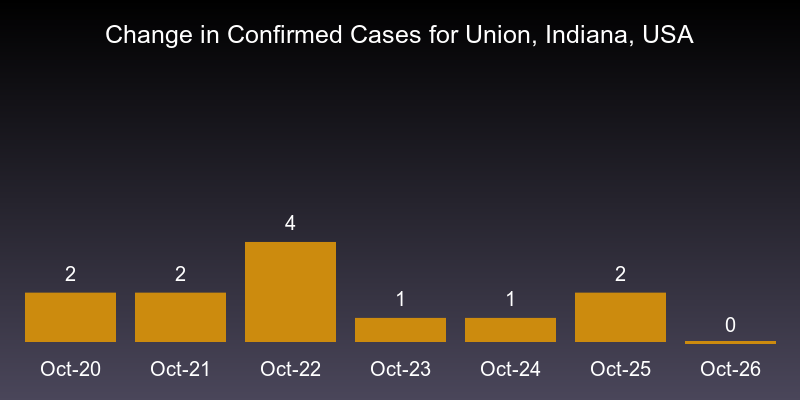 Change in Confirmed Cases for Union, Indiana, USA
4
2 2 2
1 1
0
Oct-20 Oct-21 Oct-22 Oct-23 Oct-24 Oct-25 Oct-26